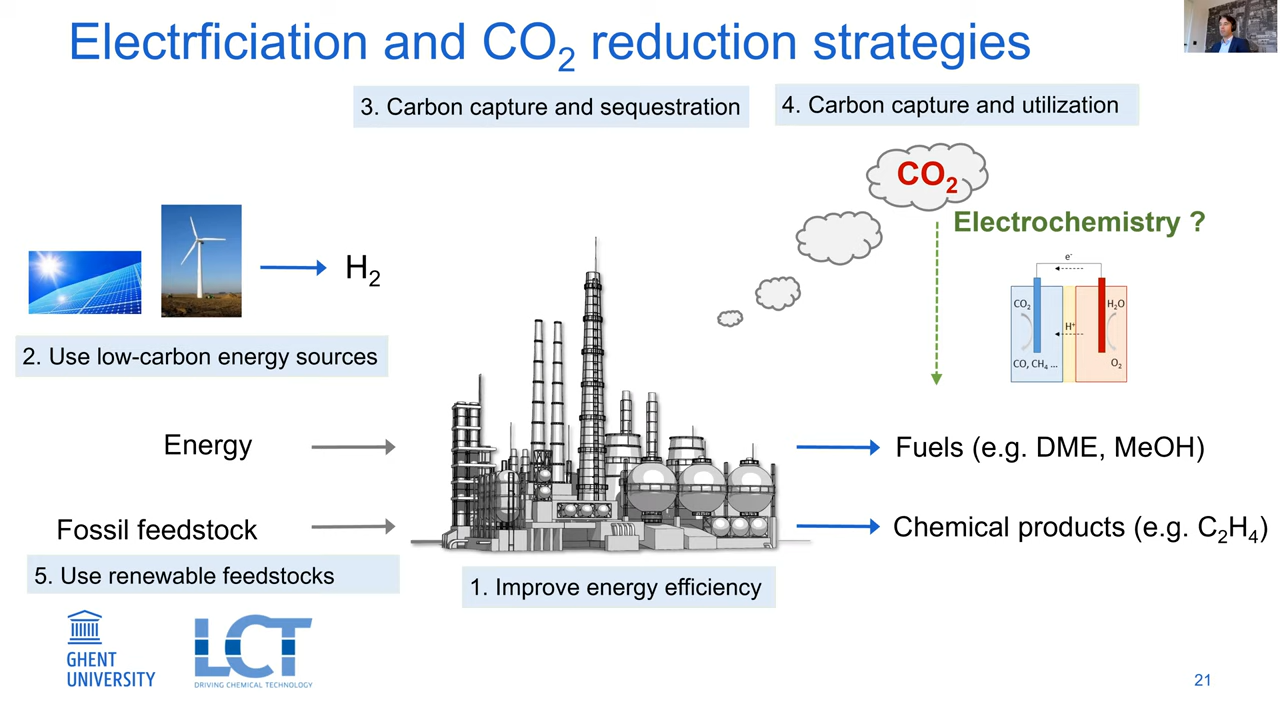 Electrficiation and CO2 reduction strategies
3. Carbon capture and sequestration
4. Carbon capture and utilization
CO2
Electrochemistry ?
e-
CO2
H2O
H+
CO, CH4 ...
O2
H2
2. Use low-carbon energy sources
Energy
Fuels (e.g. DME, MeOH)
Fossil feedstock
Chemical products (e.g. C2H4)
5. Use renewable feedstocks
1. Improve energy efficiency
GHENT
UNIVERSITY
LCT
DRIVING CHEMICAL TECHNOLOGY
21